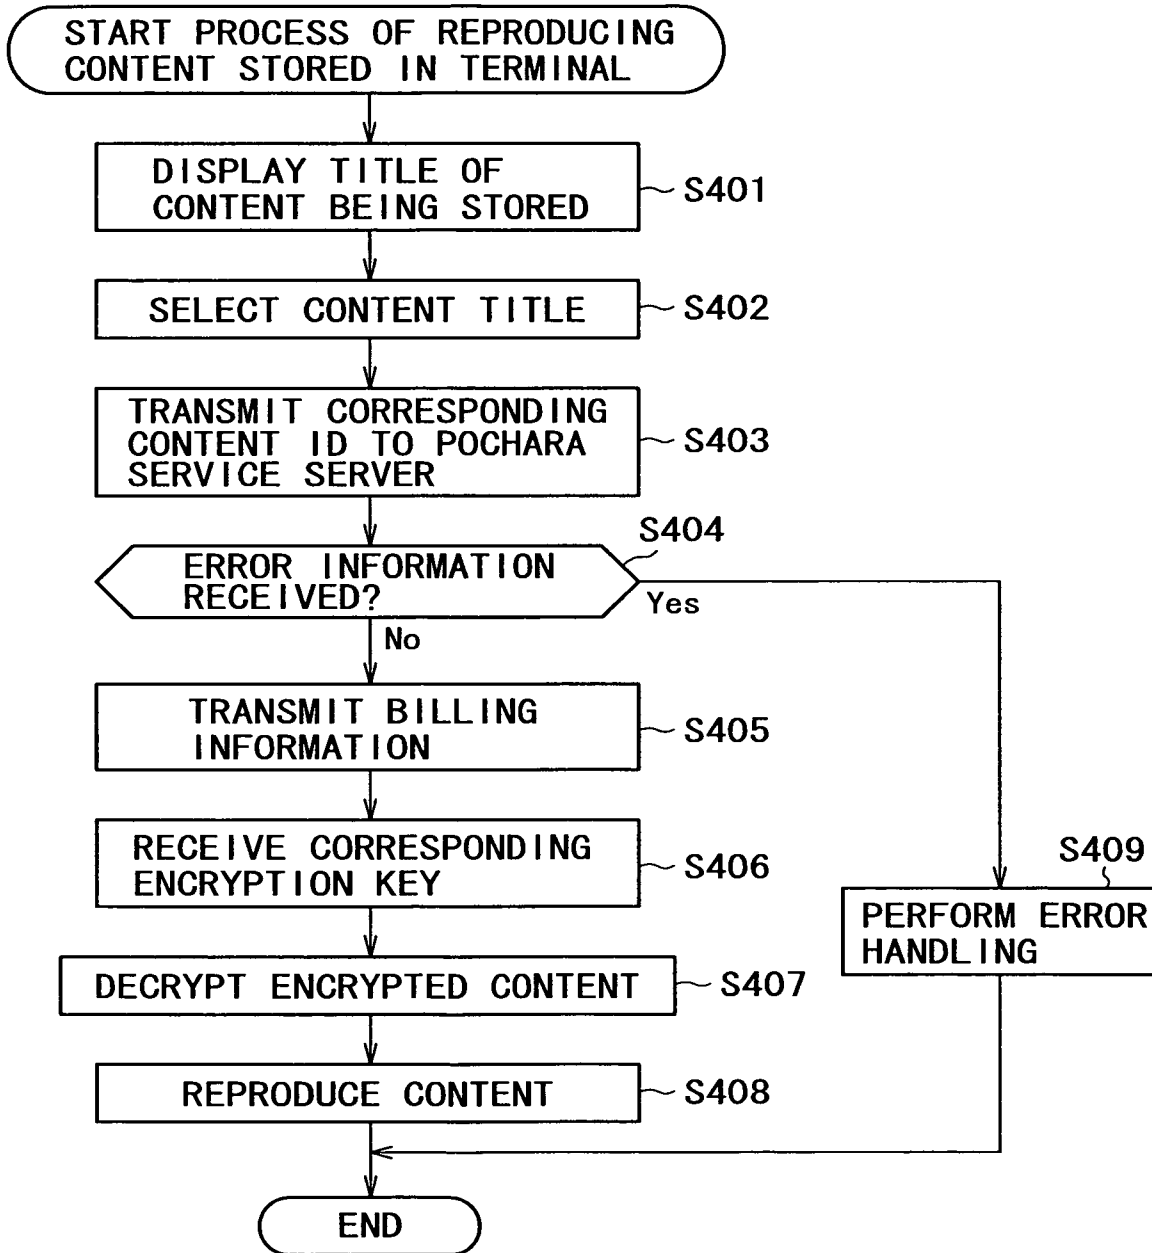 START PROCESS OF REPRODUCING
CONTENT STORED IN TERMINAL
DISPLAY TITLE OF
CONTENT BEING STORED
S401
SELECT CONTENT TITLE
S402
TRANSMIT CORRESPONDING
CONTENT ID TO POCHARA
SERVICE SERVER
S403
S404
ERROR INFORMATION
RECEIVED?
Yes
No
TRANSMIT BILLING
INFORMATION
S405
RECEIVE CORRESPONDING
ENCRYPTION KEY
S406
S409
PERFORM ERROR
HANDLING
DECRYPT ENCRYPTED CONTENT
S407
REPRODUCE CONTENT
S408
END